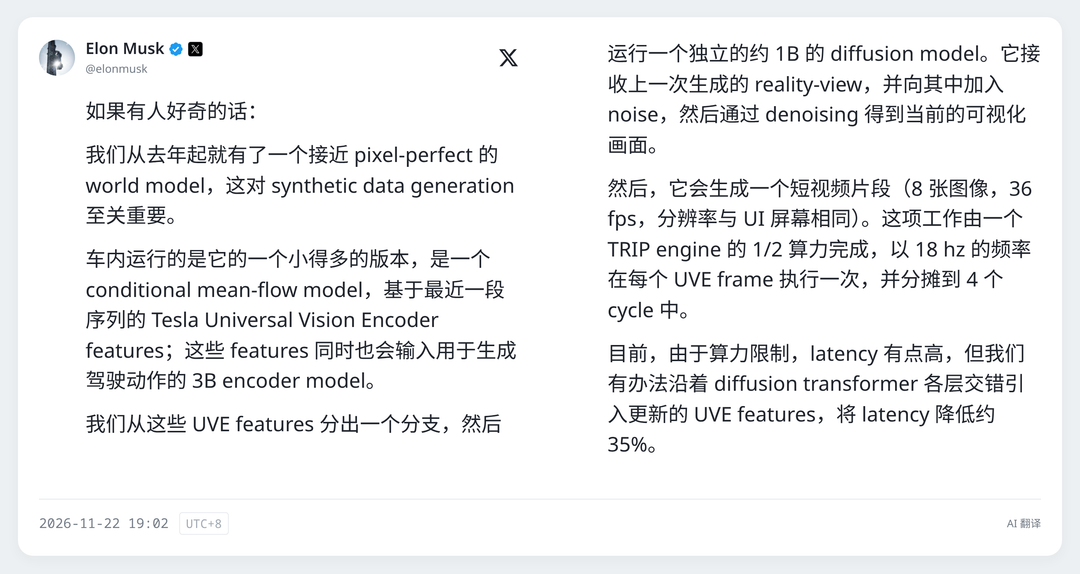 Elon Musk
@elonmusk
如果有人好奇的话：
我们从去年起就有了一个接近 pixel-perfect 的
world model，这对 synthetic data generation
至关重要。
车内运行的是它的一个小得多的版本，是一个
conditional mean-flow model，基于最近一段
序列的 Tesla Universal Vision Encoder
features；这些 features 同时也会输入用于生成
驾驶动作的 3B encoder model。
我们从这些 UVE features 分出一个分支，然后
运行一个独立的约 1B 的 diffusion model。它接
收上一次生成的 reality-view，并向其中加入
noise，然后通过 denoising 得到当前的可视化
画面。
然后，它会生成一个短视频片段（8 张图像，36
fps，分辨率与 UI 屏幕相同）。这项工作由一个
TRIP engine 的 1/2 算力完成，以 18 hz 的频率
在每个 UVE frame 执行一次，并分摊到 4 个
cycle 中。
目前，由于算力限制，latency 有点高，但我们
有办法沿着 diffusion transformer 各层交错引
入更新的 UVE features，将 latency 降低约
35%。
2026-11-22 19:02 UTC+8
AI 翻译